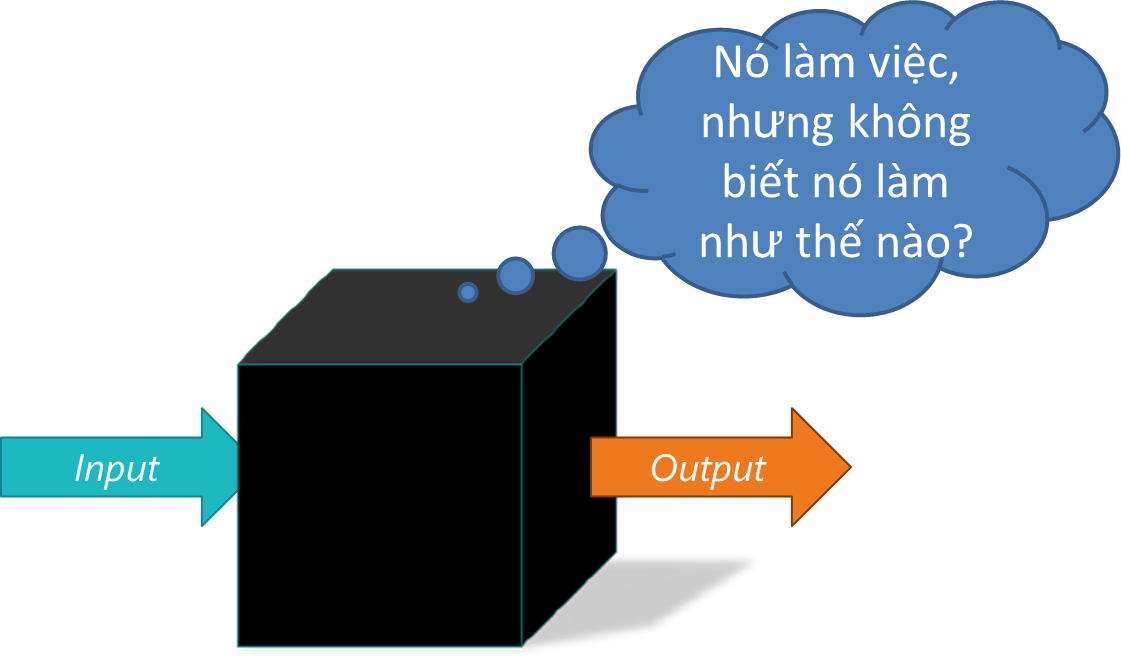 Nó làm việc,
nhưng không
biết nó làm
như thế nào?
Input
Output